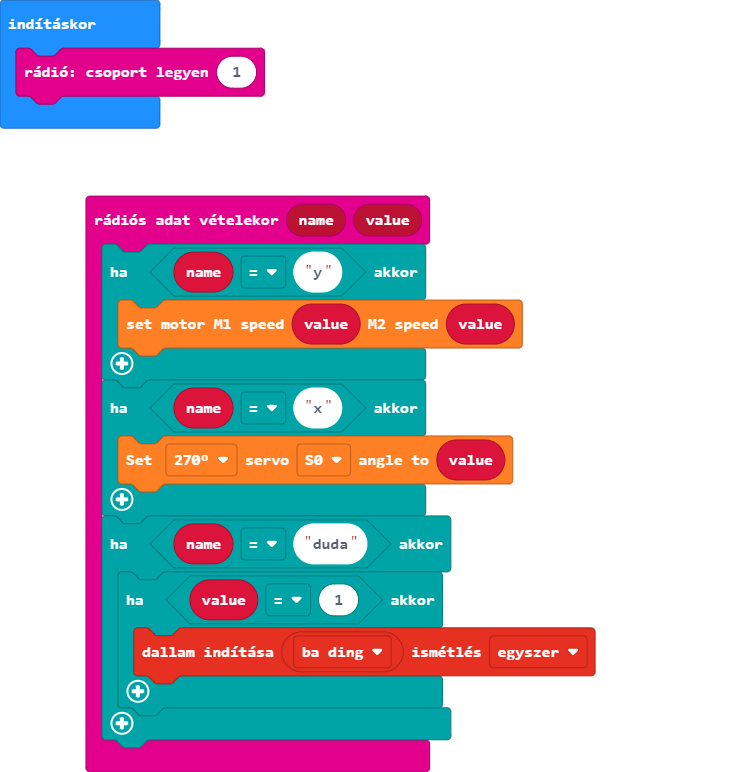 indításkor
rádió: csoport legyen 1
rádiós adat vételekor name value
ha name = "y" akkor
set motor M1 speed value M2 speed value
ha name = "x" akkor
Set 270º servo S0 angle to value
ha name = "duda" akkor
ha value = 1 akkor
dallam indítása ba ding ismétlés egyszer